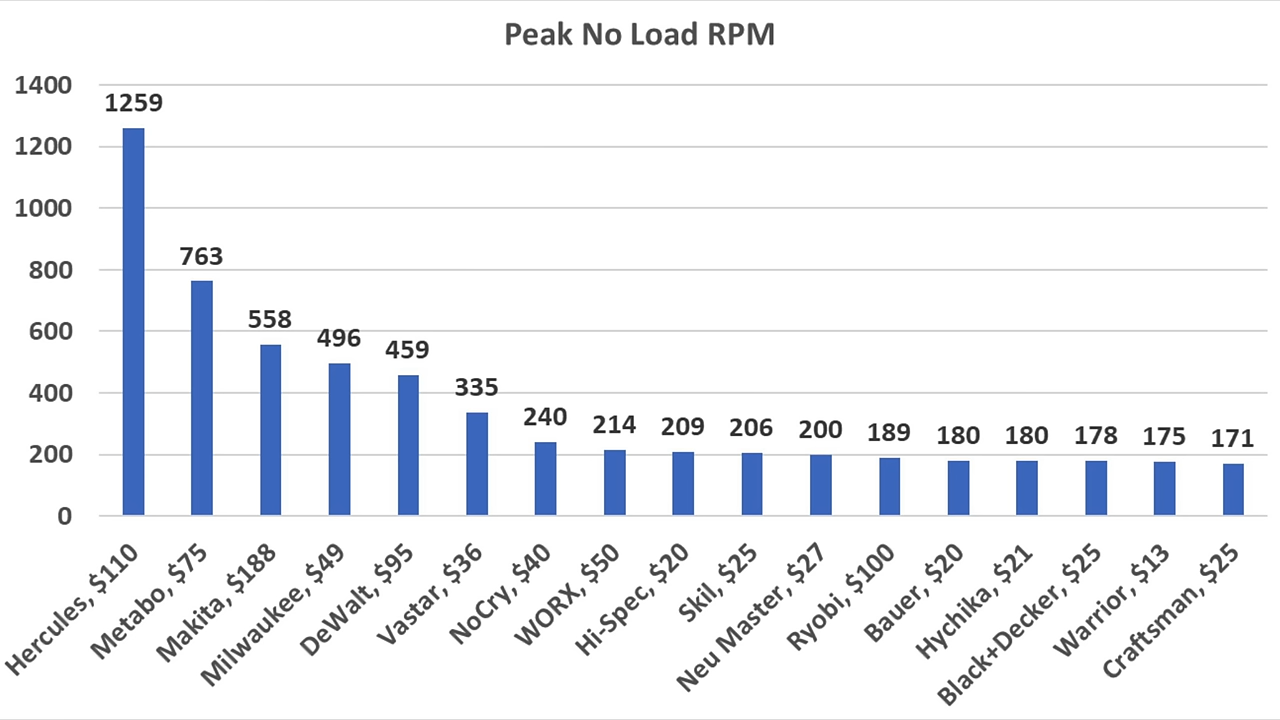 Peak No Load RPM
1400
1200
1000
800
600
400
200
0
1259
763
558
496
459
335
240
214
209
206
200
189
180
180
178
175
171
Hercules, $110
Metabo, $75
Makita, $188
Milwaukee, $49
DeWalt, $95
Vastar, $36
NoCry, $40
WORX, $50
Hi-Spec, $20
Skil, $25
Neu Master, $27
Ryobi, $100
Bauer, $20
Hychika, $21
Black+Decker, $25
Warrior, $13
Craftsman, $25